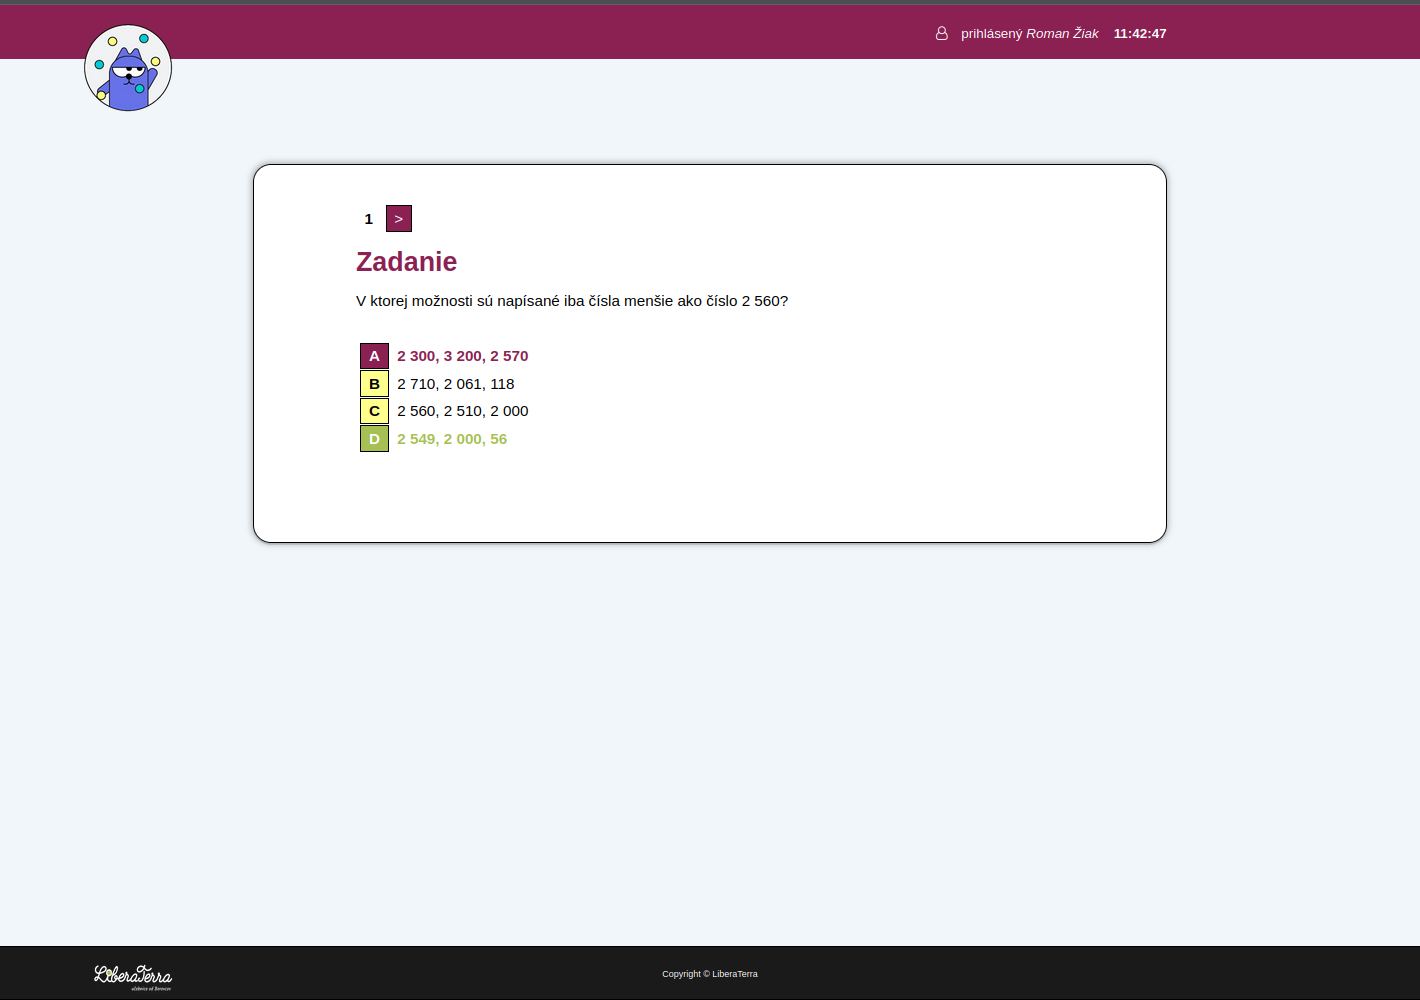 prihlásený Roman Žiak 11:42:47
1 >
Zadanie
V ktorej možnosti sú napísané iba čísla menšie ako číslo 2 560?
A 2 300, 3 200, 2 570
B 2 710, 2 061, 118
C 2 560, 2 510, 2 000
D 2 549, 2 000, 56
LiberaTerra
Copyright © LiberaTerra